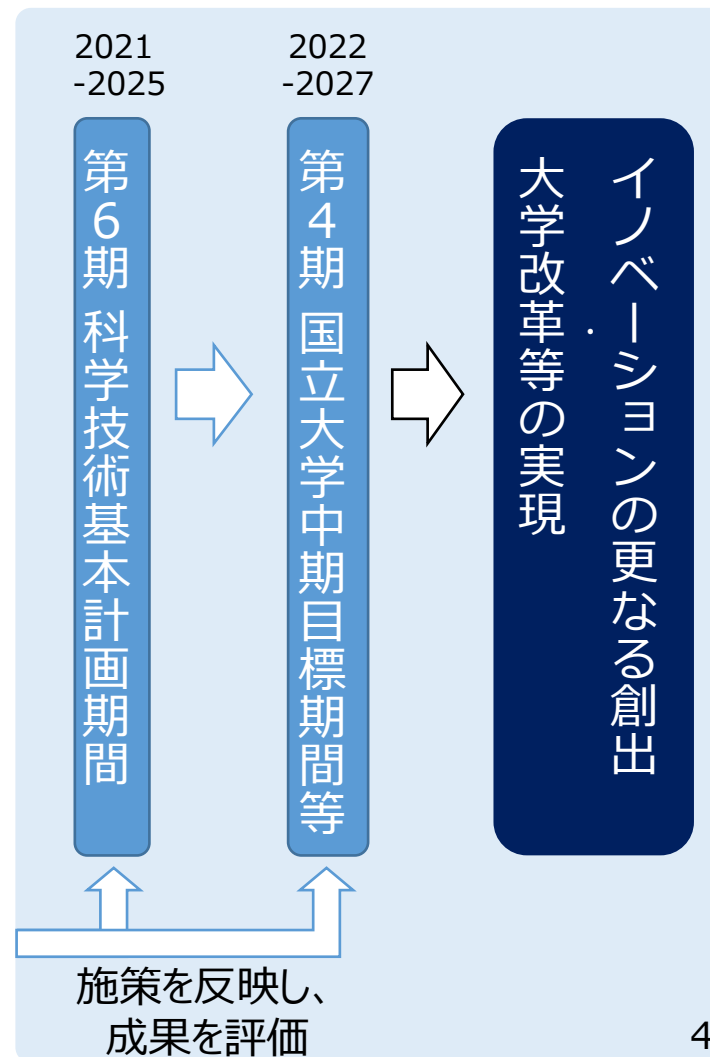 2021
-2025
2022
-2027
第6期 科学技術基本計画期間
第4期 国立大学中期目標期間等
イノベーションの更なる創出
・
大学改革等の実現
施策を反映し、
成果を評価
4